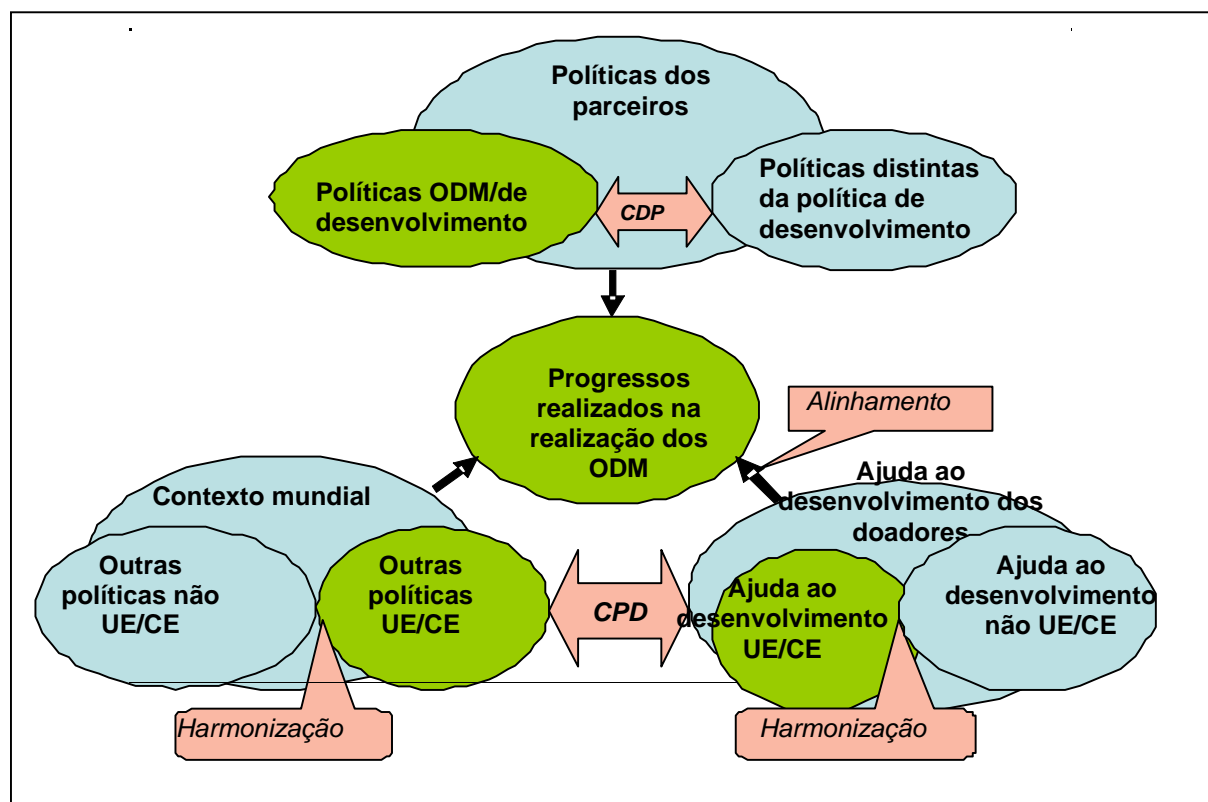 Políticas dos
parceiros
Políticas ODM/de
desenvolvimento
CDP
Políticas distintas
da política de
desenvolvimento
Progressos
realizados na
realização dos
ODM
Alinhamento
Contexto mundial
Outras
políticas não
UE/CE
Outras
políticas
UE/CE
CPD
Ajuda ao
desenvolvimento dos
doadores
Ajuda ao
desenvolvimento
UE/CE
Ajuda ao
desenvolvimento
não UE/CE
Harmonização
Harmonização